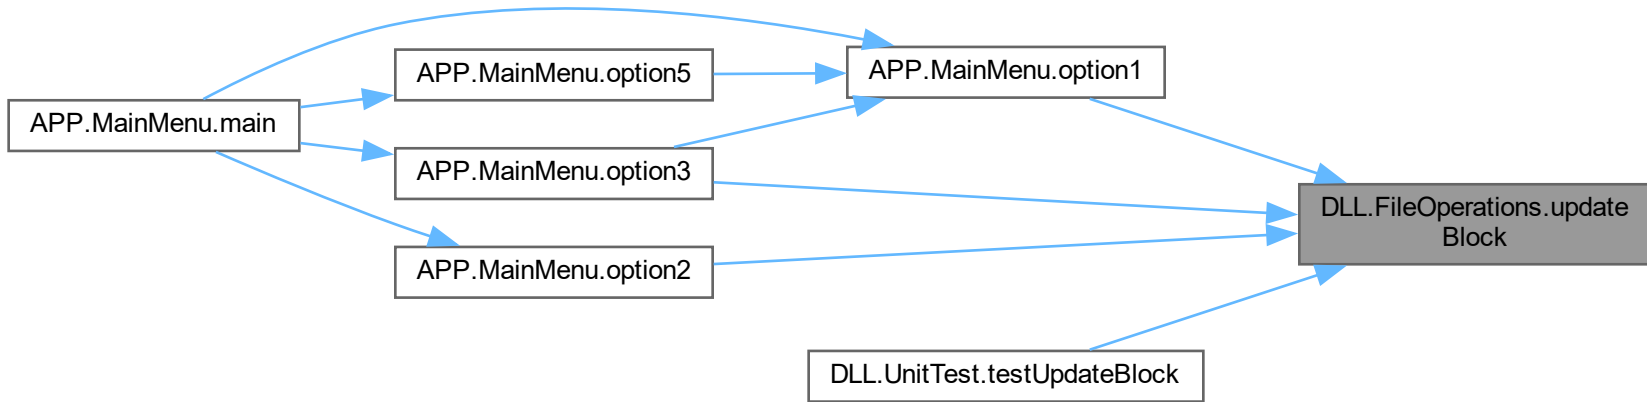 APP.MainMenu.option5
APP.MainMenu.option1
APP.MainMenu.main
APP.MainMenu.option3
DLL.FileOperations.update
Block
APP.MainMenu.option2
DLL.UnitTest.testUpdateBlock